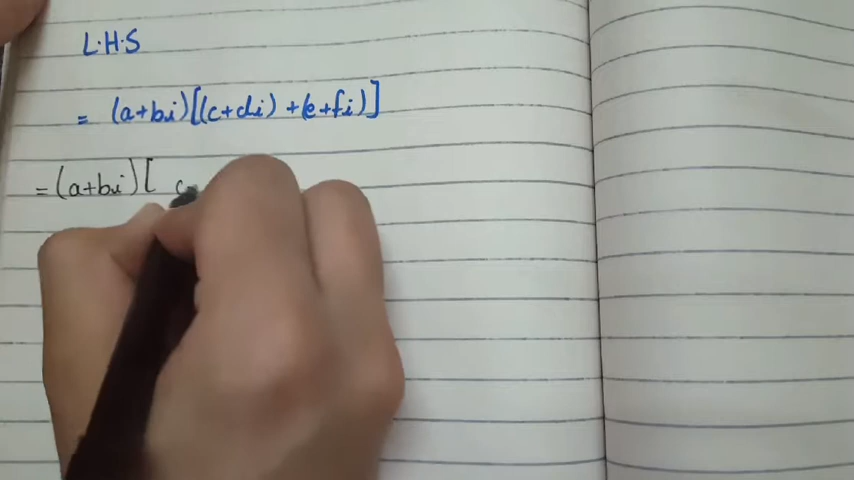 L.H.S
= (a+bi)[(c+di) +(e+fi)]
= (a+bi) [ c